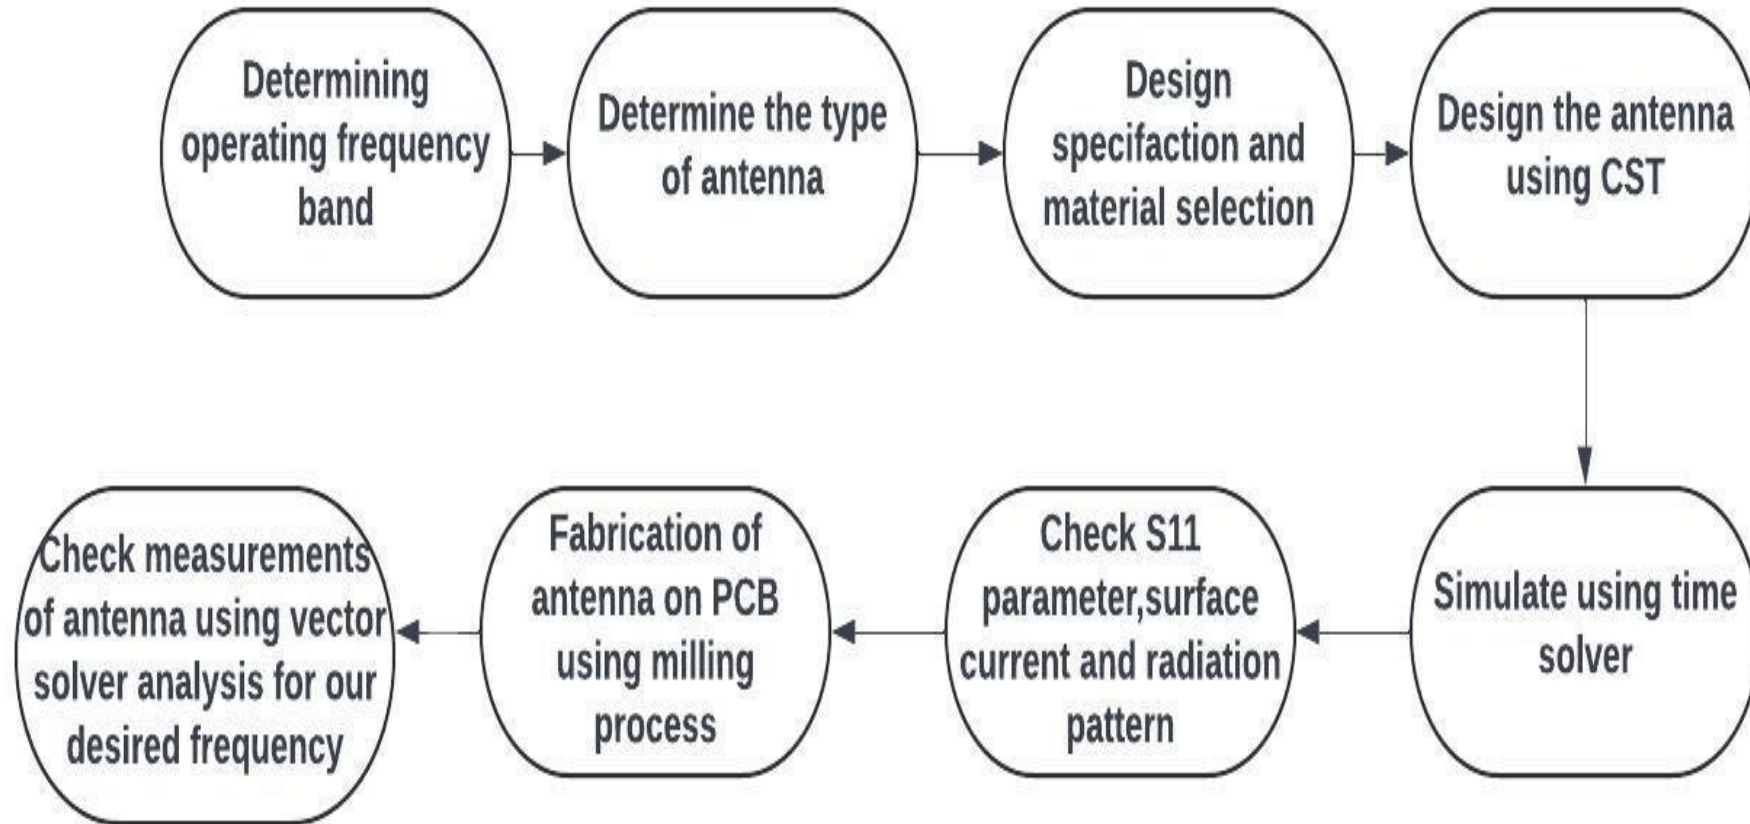 Determining
operating frequency
band
Determine the type
of antenna
Design
specifaction and
material selection
Design the antenna
using CST
Simulate using time
solver
Check S11
parameter,surface
current and radiation
pattern
Fabrication of
antenna on PCB
using milling
process
Check measurements
of antenna using vector
solver analysis for our
desired frequency